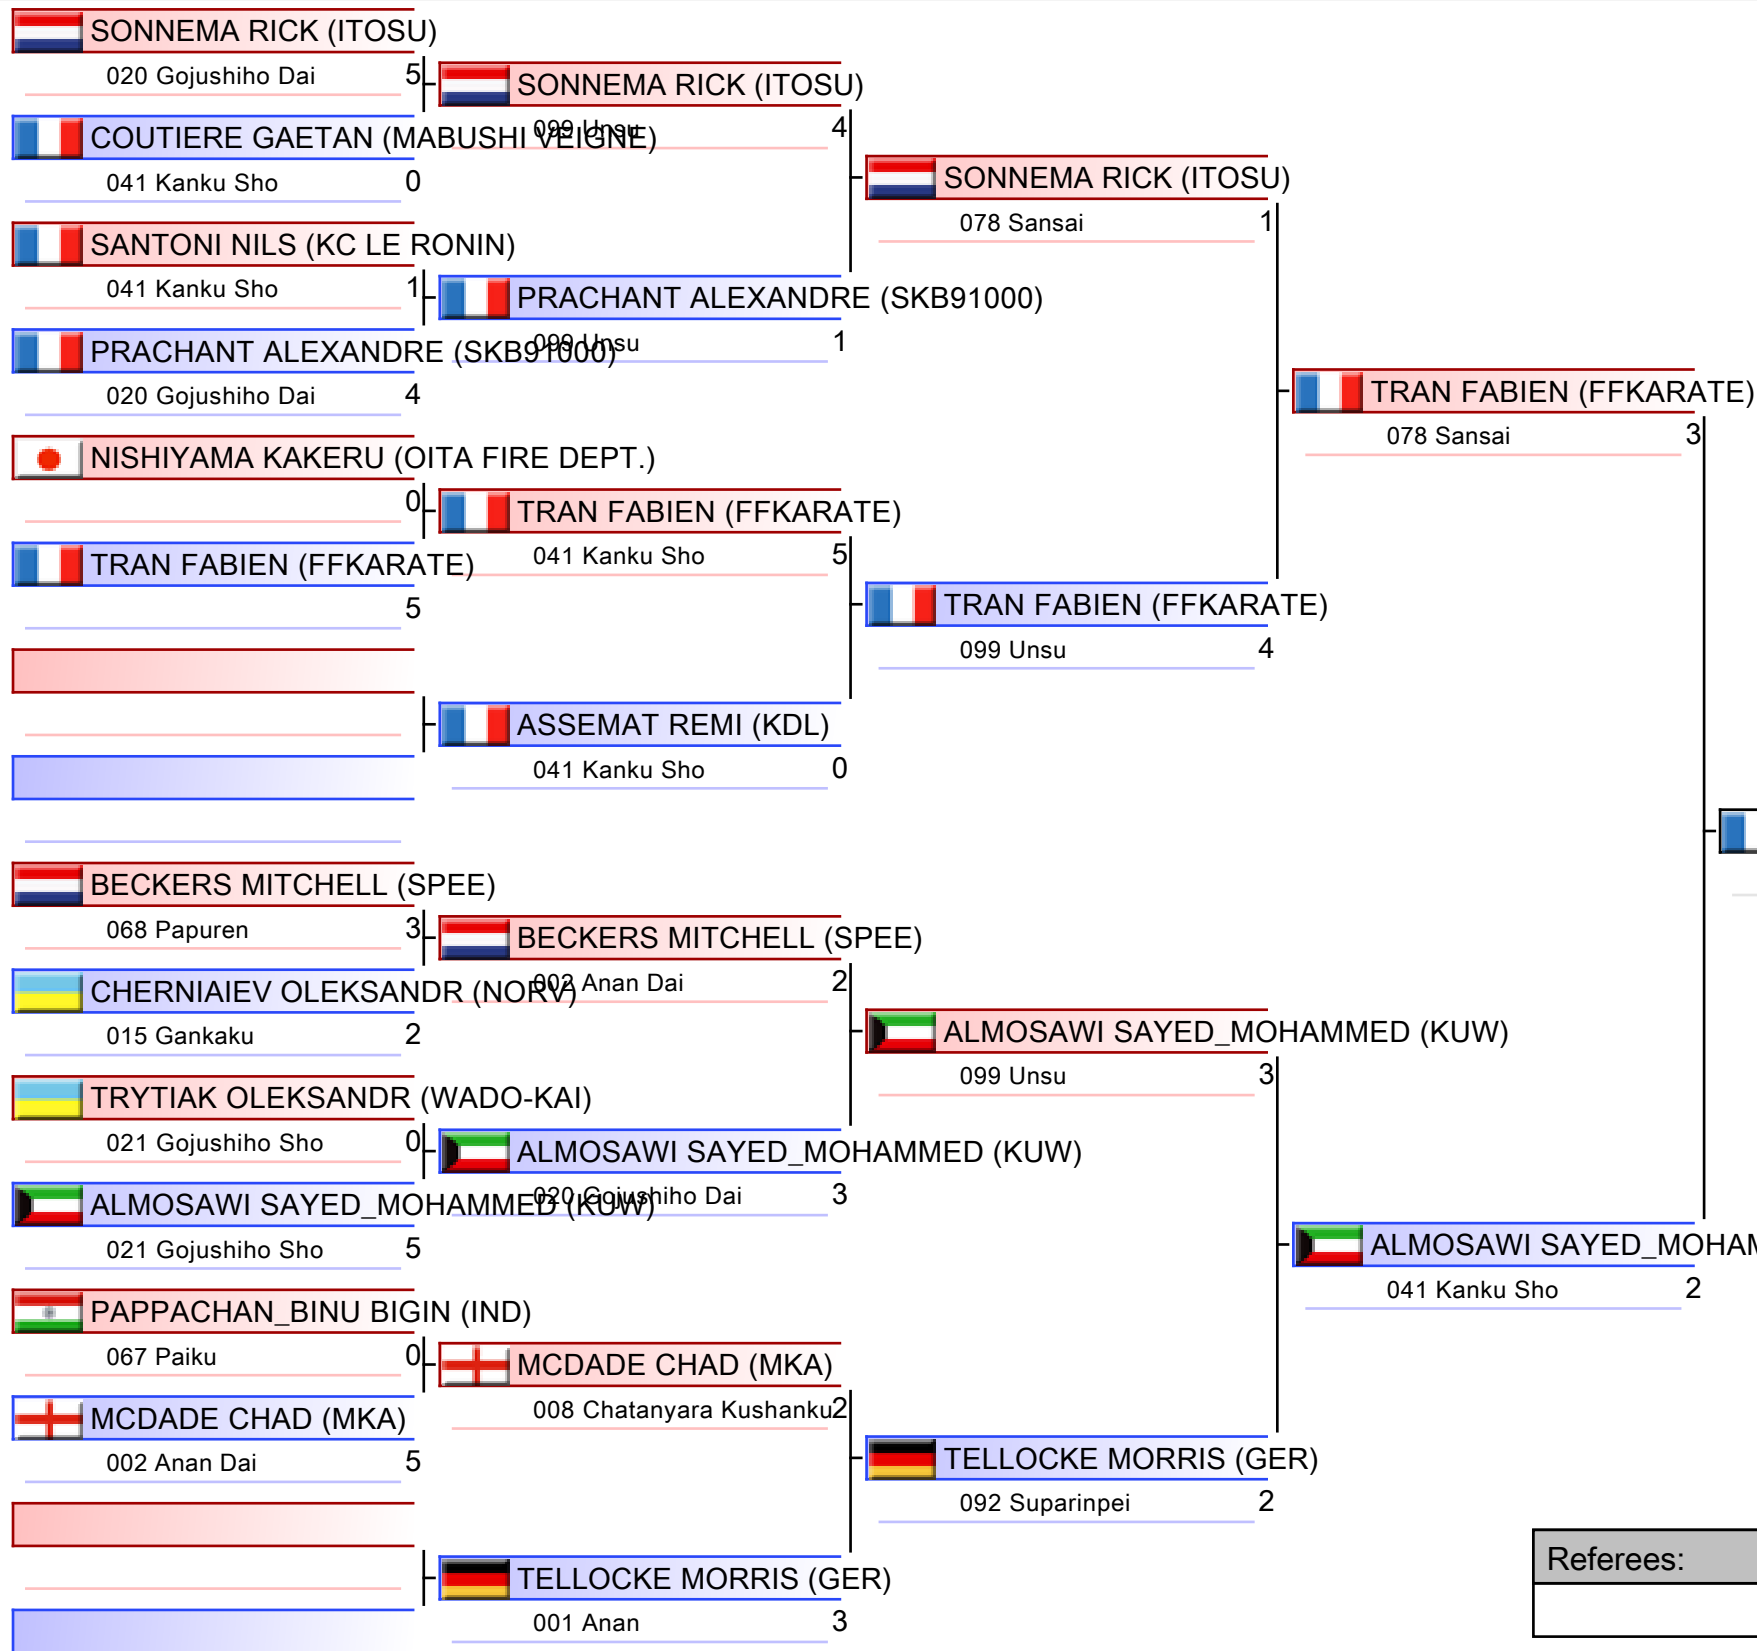 SONNEMA RICK (ITOSU)
020 Gojushiho Dai 5
COUTIERE GAETAN (MABUSHI VEIGNE)
041 Kanku Sho 0
SANTONI NILS (KC LE RONIN)
041 Kanku Sho 1
PRACHANT ALEXANDRE (SKB91000)
020 Gojushiho Dai 4
NISHIYAMA KAKERU (OITA FIRE DEPT.)
0
TRAN FABIEN (FFKARATE)
5
BECKERS MITCHELL (SPEE)
068 Papuren 3
CHERNIAIEV OLEKSANDR (NORV)
015 Gankaku 2
TRYTIAK OLEKSANDR (WADO-KAI)
021 Gojushiho Sho 0
ALMOSAWI SAYED_MOHAMMED (KUW)
021 Gojushiho Sho 5
PAPPACHAN_BINU BIGIN (IND)
067 Paiku 0
MCDADE CHAD (MKA)
002 Anan Dai 5
SONNEMA RICK (ITOSU)
099 Unsu 4
PRACHANT ALEXANDRE (SKB91000)
099 Unsu 1
TRAN FABIEN (FFKARATE)
041 Kanku Sho 5
ASSEMAT REMI (KDL)
041 Kanku Sho 0
BECKERS MITCHELL (SPEE)
002 Anan Dai 2
ALMOSAWI SAYED_MOHAMMED (KUW)
020 Gojushiho Dai 3
MCDADE CHAD (MKA)
008 Chatanyara Kushanku 2
TELLOCKE MORRIS (GER)
001 Anan 3
SONNEMA RICK (ITOSU)
078 Sansai 1
TRAN FABIEN (FFKARATE)
099 Unsu 4
ALMOSAWI SAYED_MOHAMMED (KUW)
099 Unsu 3
TELLOCKE MORRIS (GER)
092 Suparinpei 2
TRAN FABIEN (FFKARATE)
078 Sansai 3
ALMOSAWI SAYED_MOHAM
041 Kanku Sho 2
Referees: